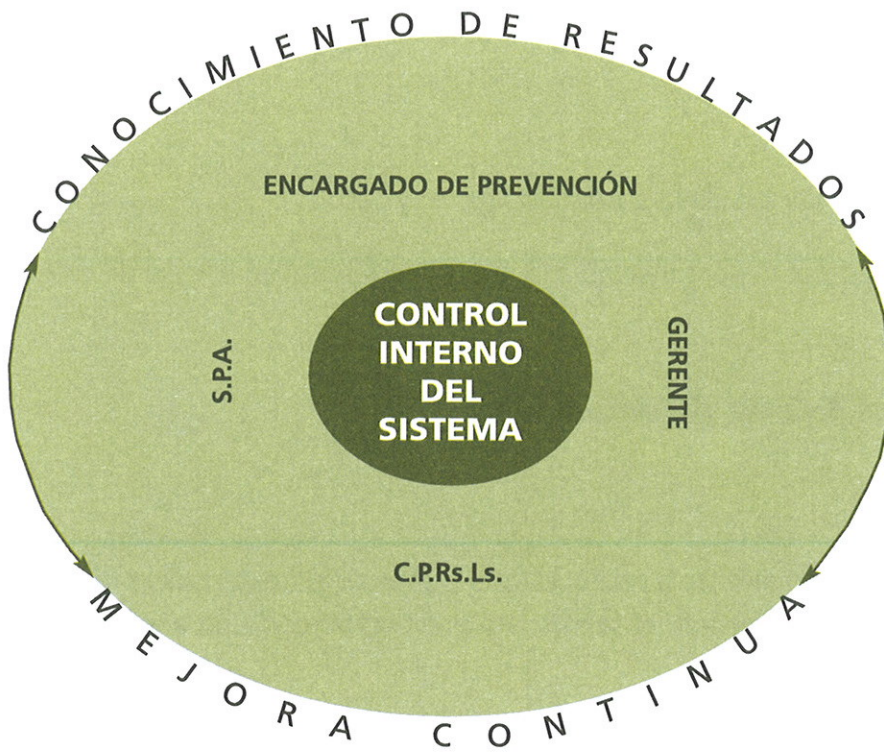 CONOCIMIENTO DE RESULTADOS
ENCARGADO DE PREVENCIÓN
S.P.A.
CONTROL
INTERNO
DEL
SISTEMA
GERENTE
C.P.Rs.Ls.
MEJORA CONTINUA